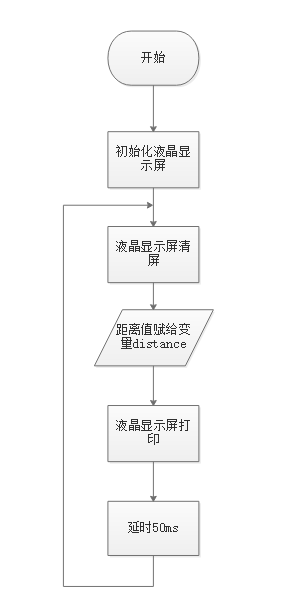 开始
初始化液晶显
示屏
液晶显示屏清
屏
距离值赋给变
量distance
液晶显示屏打
印
延时50ms